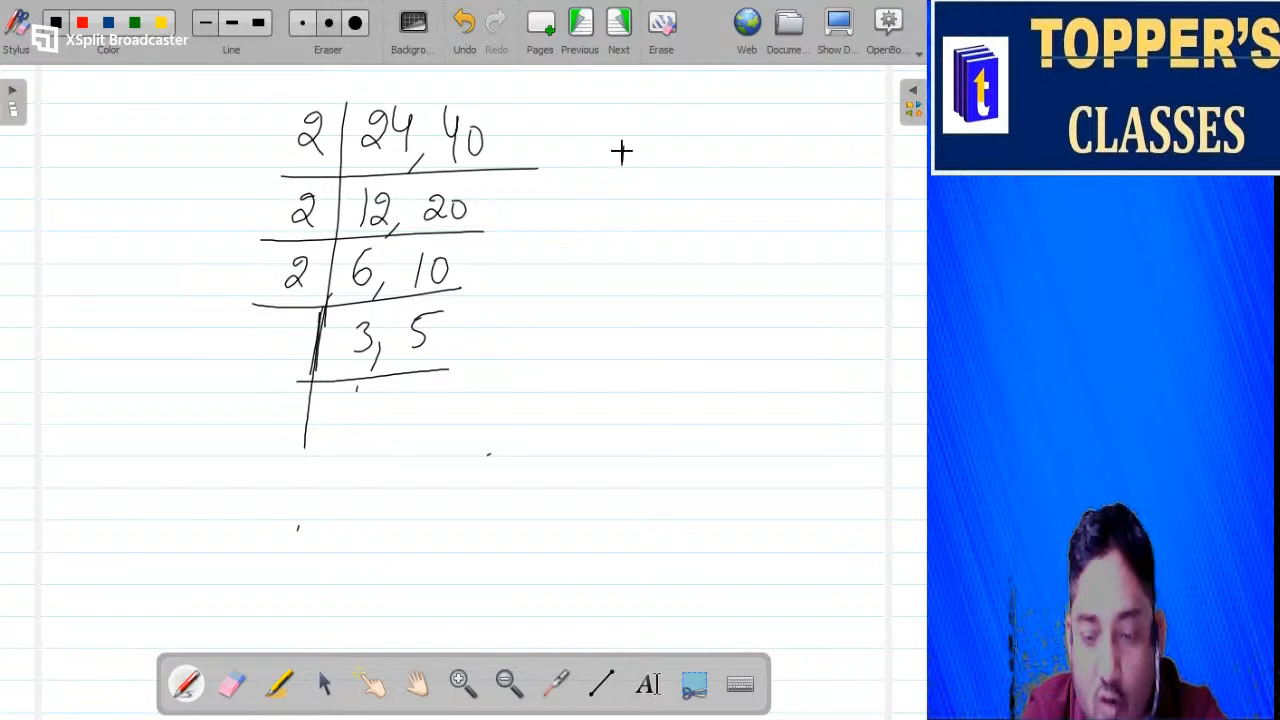 XSplit Broadcaster
Stylus Color Line Eraser Backgro... Undo Redo Pages Previous Next Erase Web Docume... Show D... OpenBo...
TOPPER'S
CLASSES
t
2 24, 40
2 12, 20
2 6, 10
3, 5